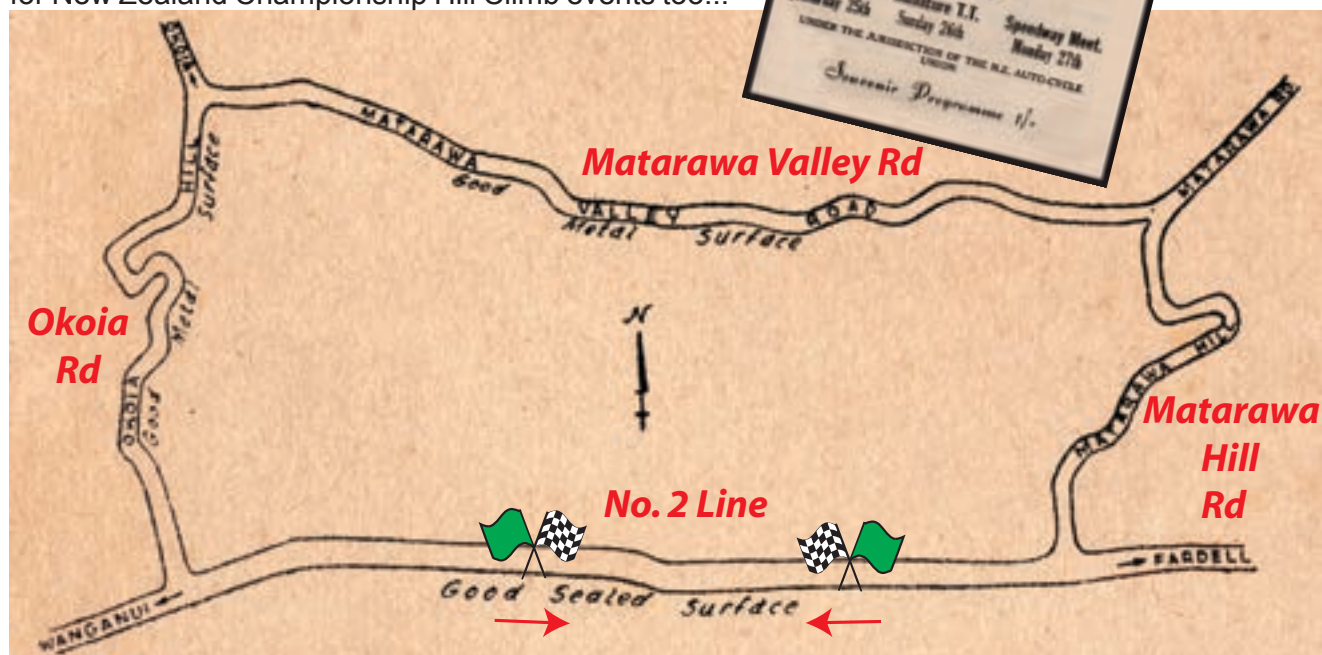 for New Zealand Championship Hill Climb events too...
Sunday 26th
Speedway Meet.
Monday 27th
UNDER THE JURISDICTION OF THE N.Z. AUTO-CYCLE
UNION
Souvenir Programme 1/-
MATARAWA
Good
Matarawa Valley Rd
MATARAWA RD.
HILL
Surface
VALLEY
ROAD
Metal Surface
N
Okoia
Rd
Metal
OKOIA
Good
MATARAWA HILL
Matarawa
Hill
Rd
No. 2 Line
FARDELL
Good Sealed Surface
WANGANUI